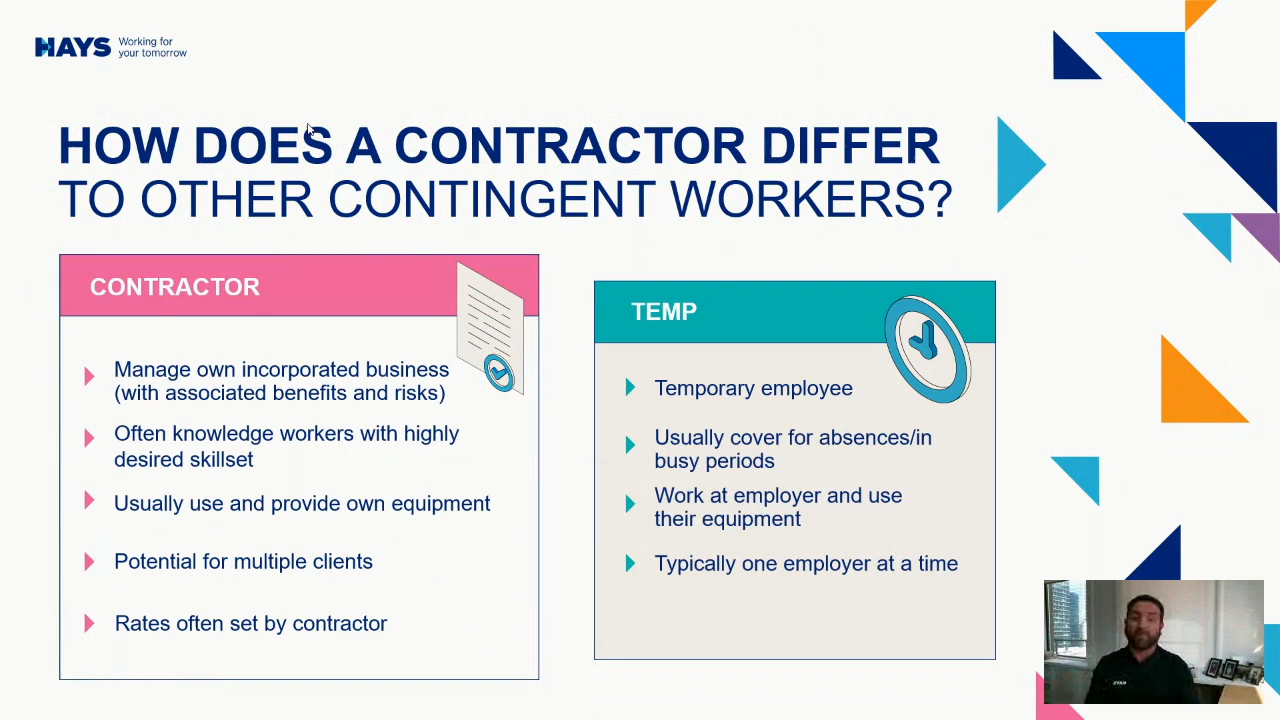 HAYS
Working for
your tomorrow
HOW DOES A CONTRACTOR DIFFER
TO OTHER CONTINGENT WORKERS?
CONTRACTOR
Manage own incorporated business
(with associated benefits and risks)
Often knowledge workers with highly
desired skillset
Usually use and provide own equipment
Potential for multiple clients
Rates often set by contractor
TEMP
Temporary employee
Usually cover for absences/in
busy periods
Work at employer and use
their equipment
Typically one employer at a time